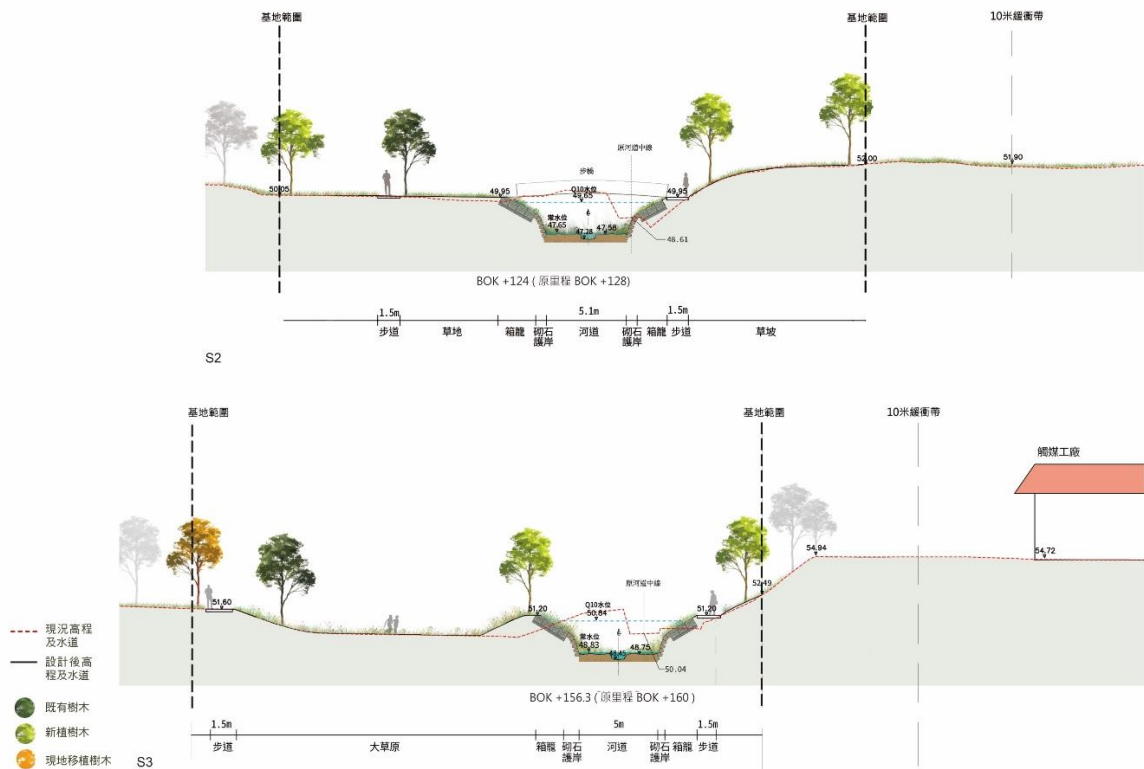 基地範圍
基地範圍
10米緩衝帶
原河道中線
步橋
50.05
49.95
Q10水位
49.65
49.95
52.00
51.90
常水位
47.65
47.28
47.58
48.61
BOK +124 ( 原里程 BOK +128)
1.5m
5.1m
1.5m
步道
草地
箱籠
砌石
護岸
河道
砌石
護岸
箱籠
步道
草坡
S2
基地範圍
基地範圍
10米緩衝帶
觸媒工廠
原河道中線
51.60
51.20
Q10水位
50.84
51.20
52.49
54.94
54.72
常水位
48.83
48.75
50.04
BOK +156.3 ( 原里程 BOK +160 )
1.5m
5m
1.5m
步道
大草原
箱籠
砌石
護岸
河道
砌石
護岸
箱籠
步道
S3
現況高程
及水道
設計後高
程及水道
既有樹木
新植樹木
現地移植樹木